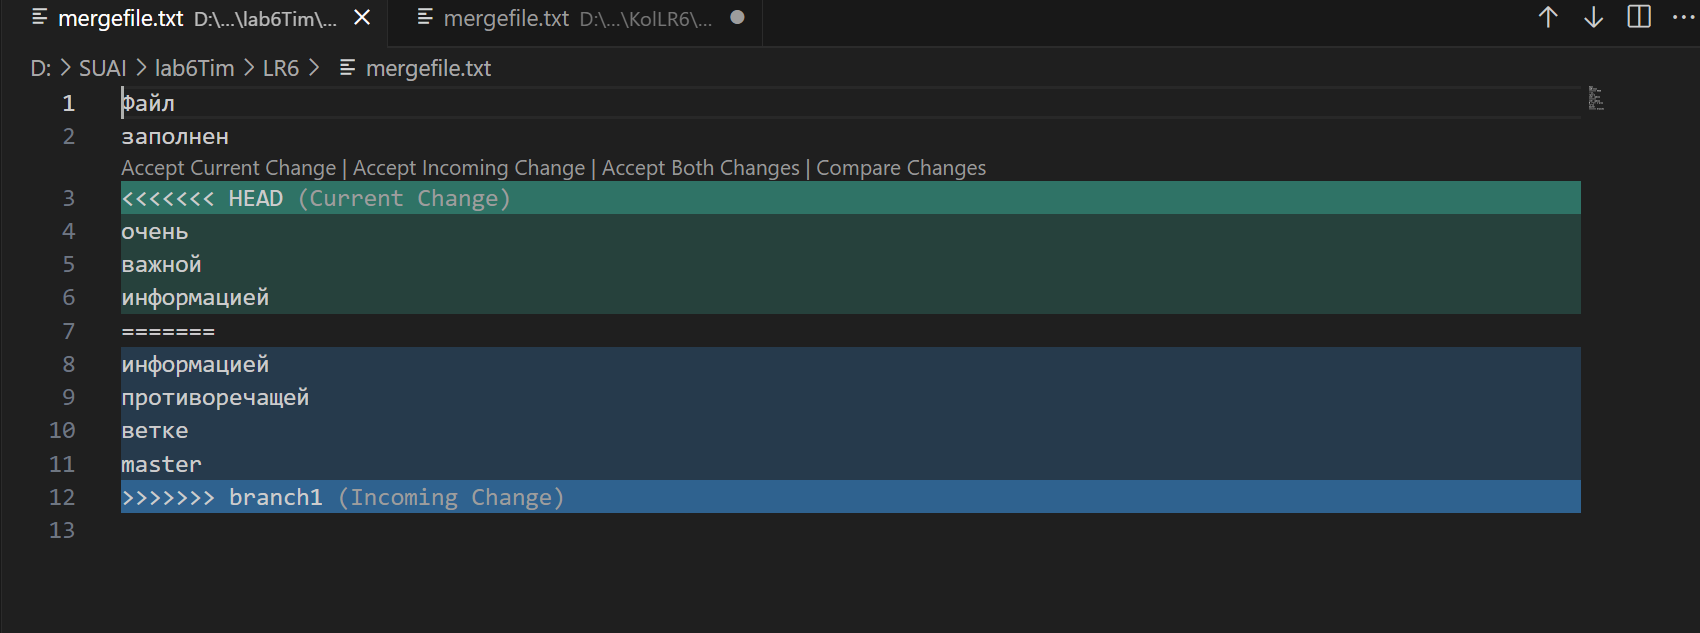 mergefile.txt D:\...\lab6Tim\... mergefile.txt D:\...\KolLR6\...
D: > SUAI > lab6Tim > LR6 > mergefile.txt
1 Файл
2 заполнен
Accept Current Change | Accept Incoming Change | Accept Both Changes | Compare Changes
3 <<<<<<< HEAD (Current Change)
4 очень
5 важной
6 информацией
7 =======
8 информацией
9 противоречащей
10 ветке
11 master
12 >>>>>>> branch1 (Incoming Change)
13